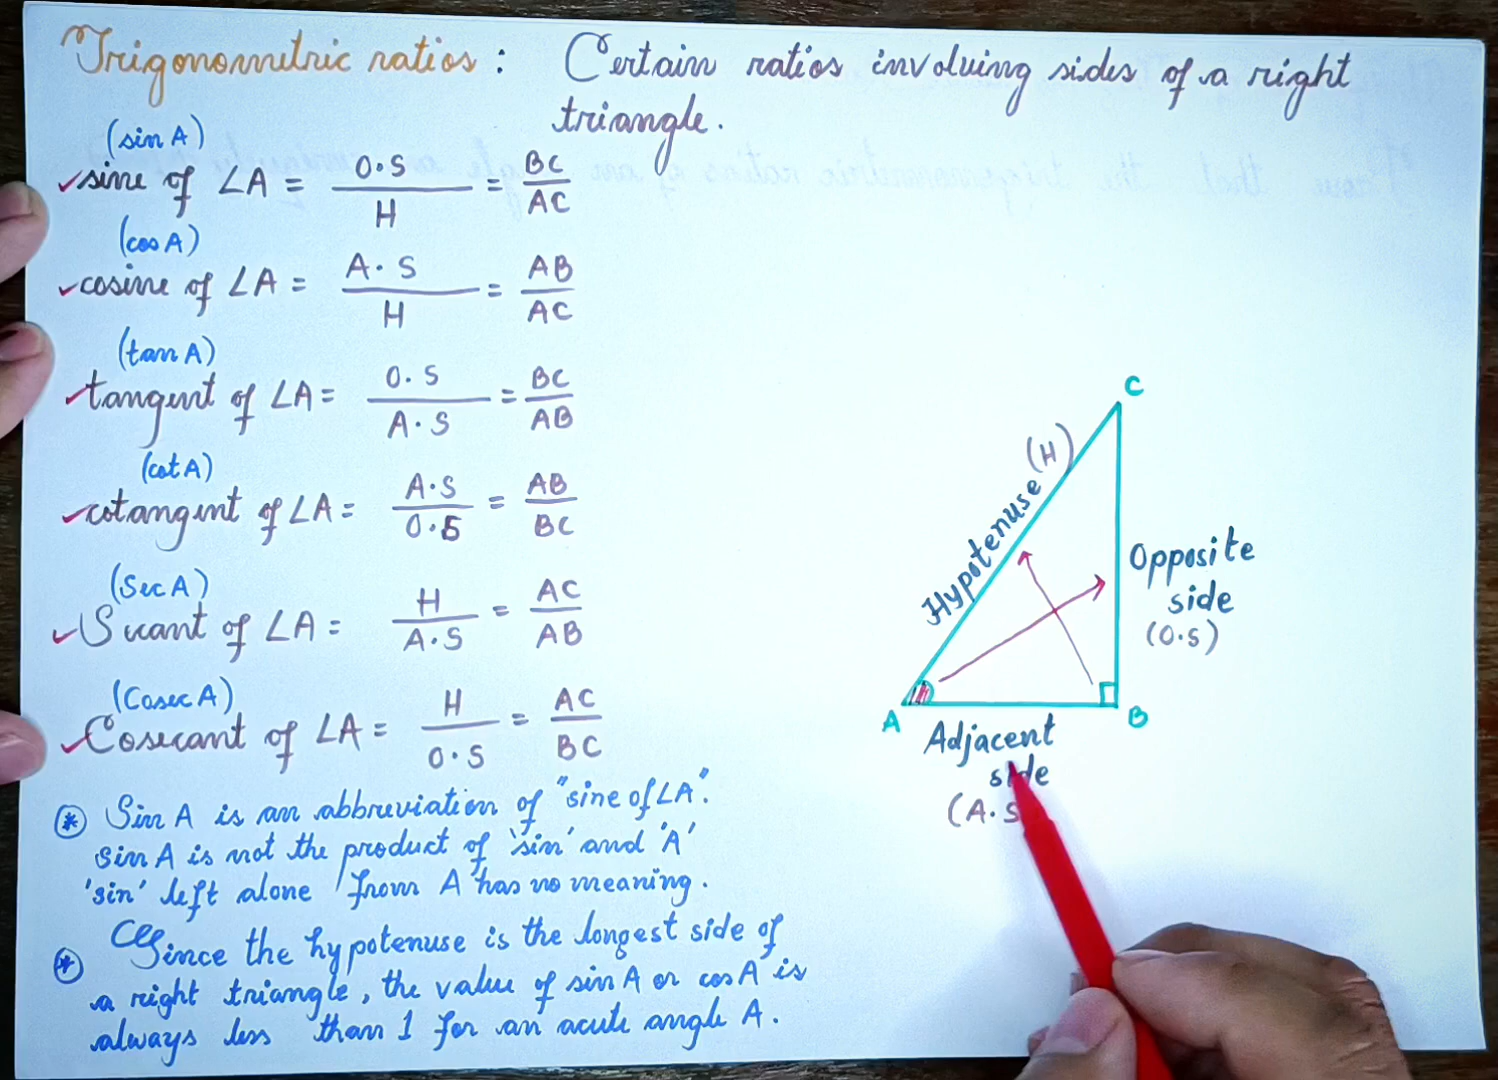 Trigonometric ratios : Certain ratios involving sides of a right
triangle.
(sin A)
sine of ∠A = O.S / H = BC / AC
(cos A)
cosine of ∠A = A.S / H = AB / AC
(tan A)
tangent of ∠A = O.S / A.S = BC / AB
(cot A)
cotangent of ∠A = A.S / O.S = AB / BC
(Sec A)
Secant of ∠A = H / A.S = AC / AB
(Cosec A)
Cosecant of ∠A = H / O.S = AC / BC
* Sin A is an abbreviation of "sine of ∠A".
sin A is not the product of 'sin' and 'A'
'sin' left alone from A has no meaning.
* Since the hypotenuse is the longest side of
a right triangle, the value of sin A or cos A is
always less than 1 for an acute angle A.
C
Hypotenuse (H)
Opposite
side
(O.S)
A
B
Adjacent
side
(A.S